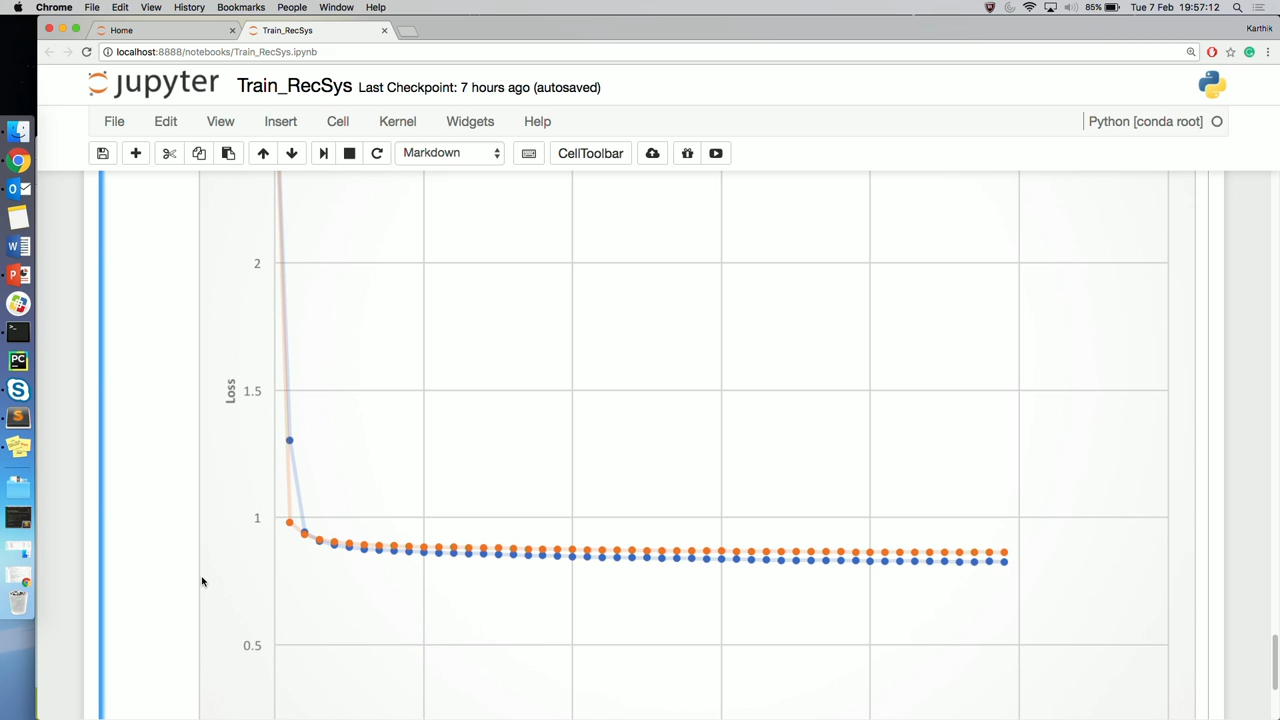 Chrome File Edit View History Bookmarks People Window Help 85% Tue 7 Feb 19:57:12
Home Train_RecSys Karthik
localhost:8888/notebooks/Train_RecSys.ipynb
jupyter Train_RecSys Last Checkpoint: 7 hours ago (autosaved)
File Edit View Insert Cell Kernel Widgets Help Python [conda root]
Markdown CellToolbar
2
Loss
1.5
1
0.5